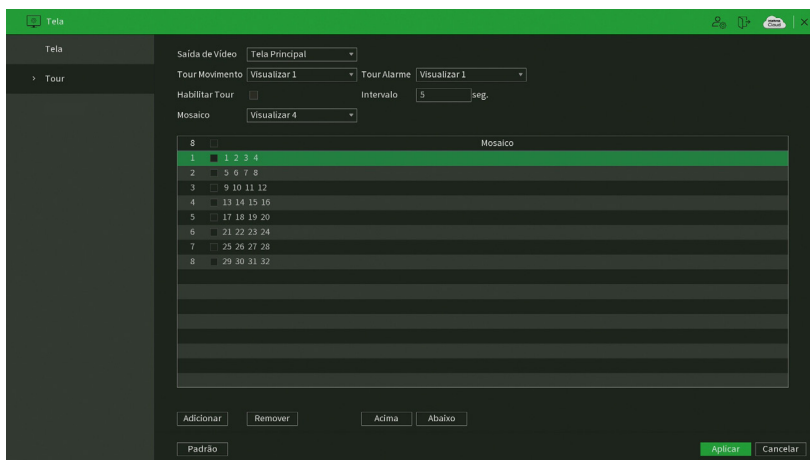 Tela
Tela
Tour
Saída de Vídeo Tela Principal
Tour Movimento Visualizar 1 Tour Alarme Visualizar 1
Habilitar Tour Intervalo 5 seg.
Mosaico Visualizar 4
8 Mosaico
1 1 2 3 4
2 5 6 7 8
3 9 10 11 12
4 13 14 15 16
5 17 18 19 20
6 21 22 23 24
7 25 26 27 28
8 29 30 31 32
Adicionar Remover Acima Abaixo
Padrão Aplicar Cancelar